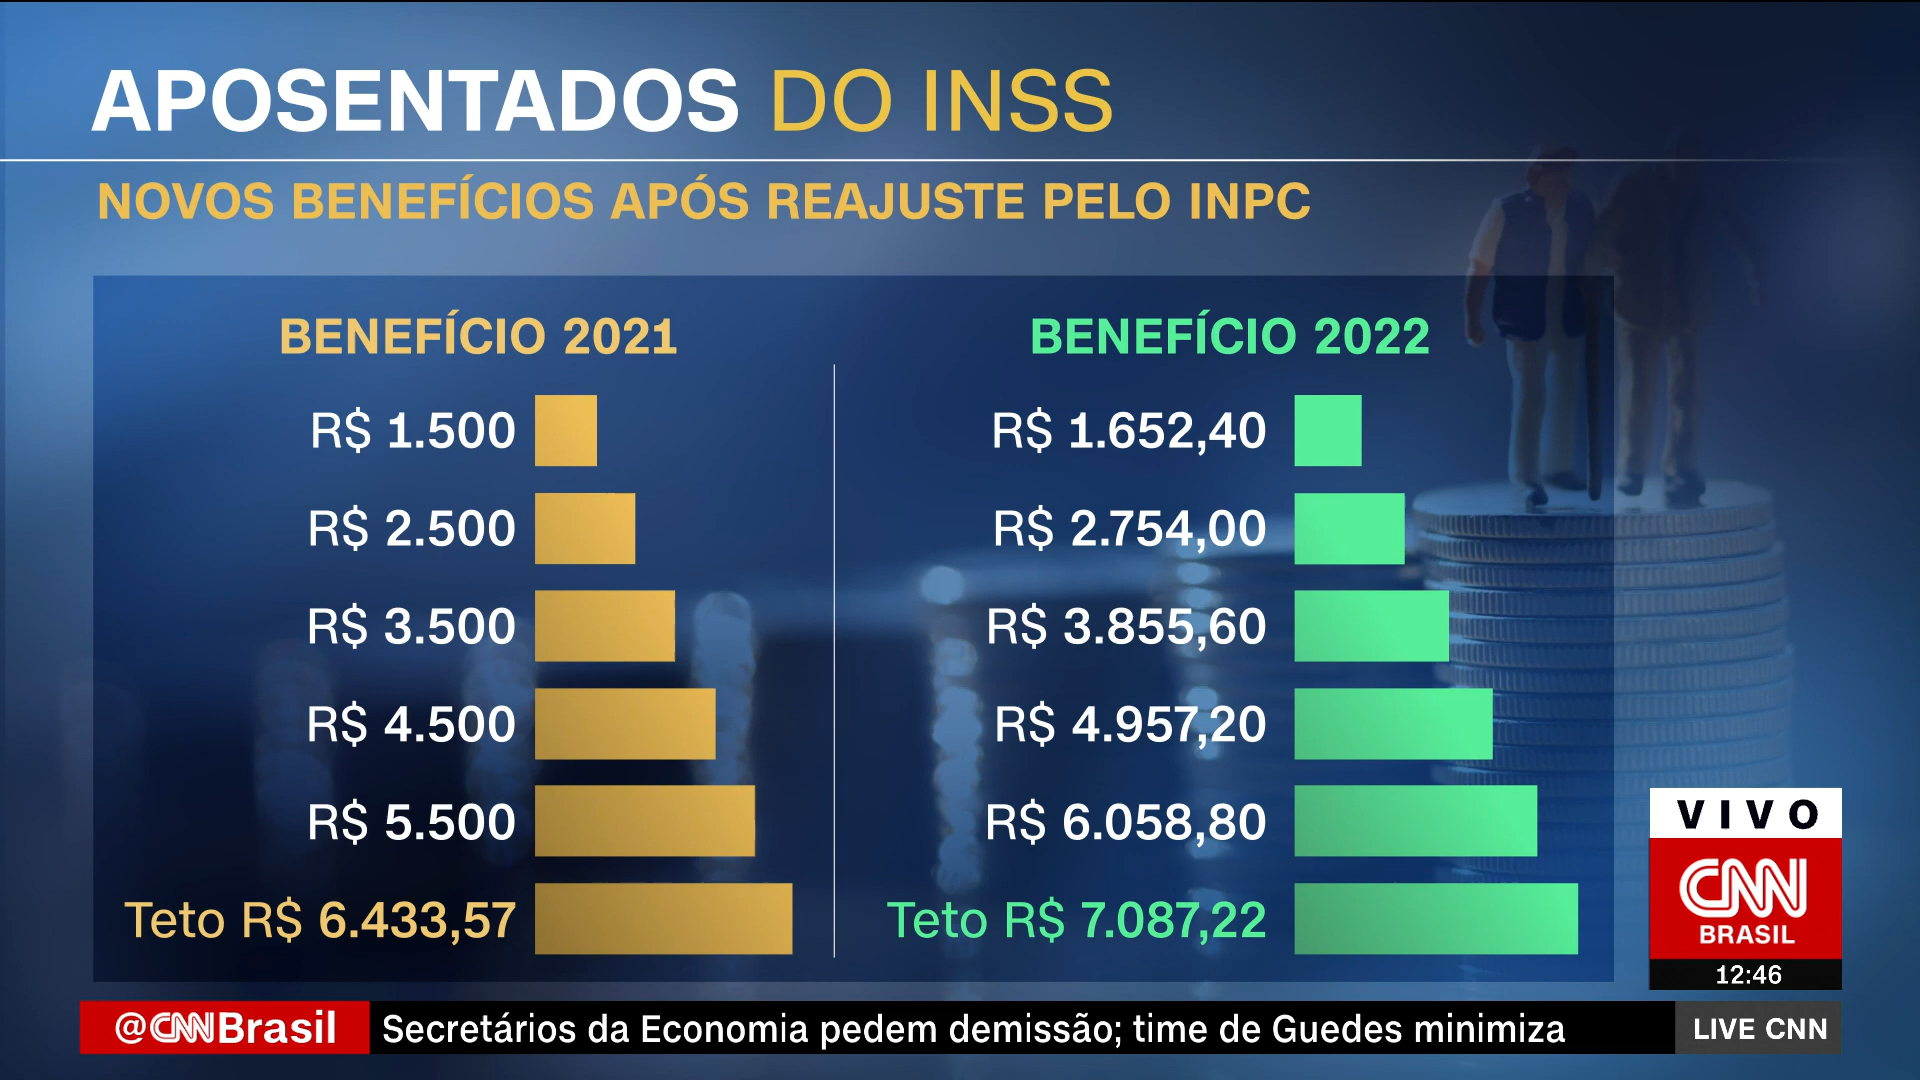 APOSENTADOS DO INSS
NOVOS BENEFÍCIOS APÓS REAJUSTE PELO INPC
BENEFÍCIO 2021
R$ 1.500
R$ 2.500
R$ 3.500
R$ 4.500
R$ 5.500
Teto R$ 6.433,57
BENEFÍCIO 2022
R$ 1.652,40
R$ 2.754,00
R$ 3.855,60
R$ 4.957,20
R$ 6.058,80
Teto R$ 7.087,22
VIVO
CNN
BRASIL
12:46
@CNNBrasil
Secretários da Economia pedem demissão; time de Guedes minimiza
LIVE CNN